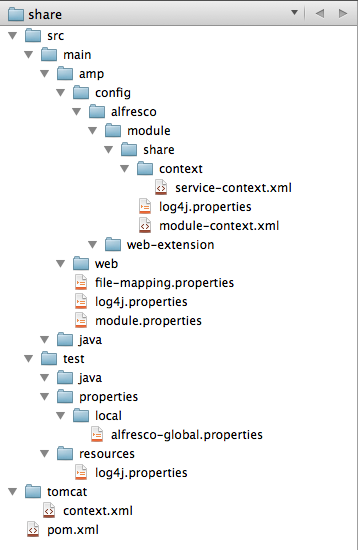 share
src
main
amp
config
alfresco
module
share
context
service-context.xml
log4j.properties
module-context.xml
web-extension
web
file-mapping.properties
log4j.properties
module.properties
java
test
java
properties
local
alfresco-global.properties
resources
log4j.properties
tomcat
context.xml
pom.xml